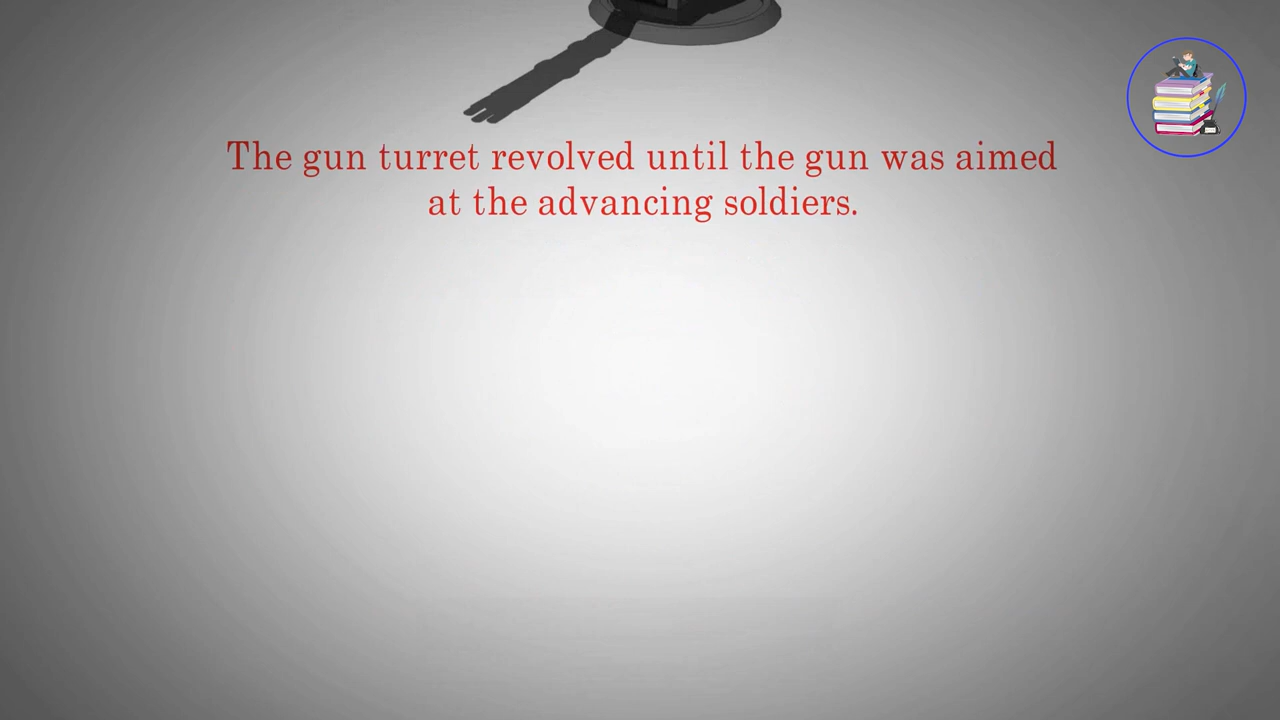 The gun turret revolved until the gun was aimed
at the advancing soldiers.